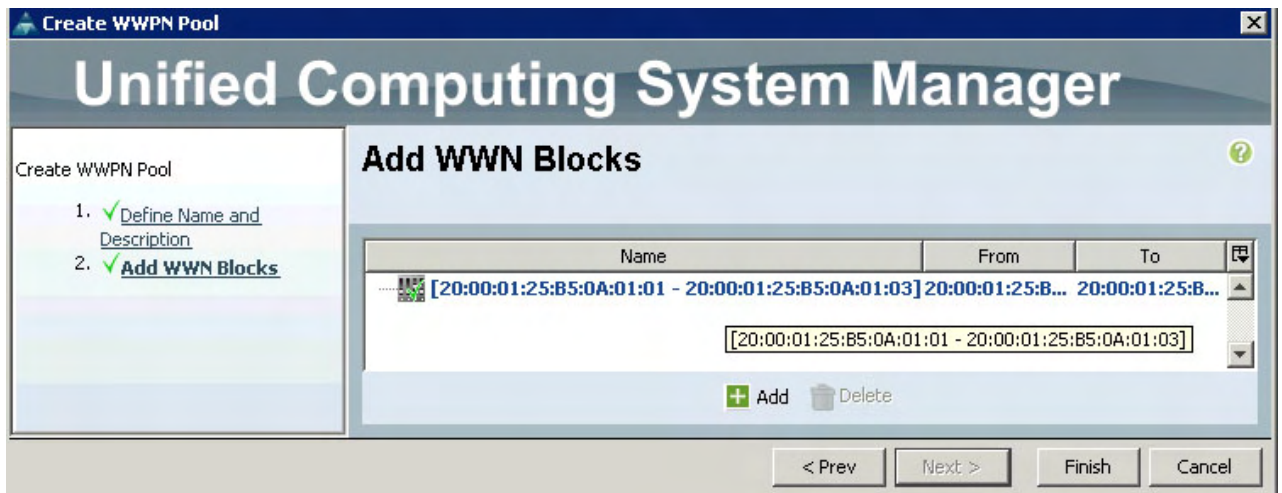 Create WWPN Pool
Unified Computing System Manager
Create WWPN Pool
1. Define Name and
Description
2. Add WWN Blocks
Add WWN Blocks
Name From To
[20:00:01:25:B5:0A:01:01 - 20:00:01:25:B5:0A:01:03] 20:00:01:25:B... 20:00:01:25:B...
[20:00:01:25:B5:0A:01:01 - 20:00:01:25:B5:0A:01:03]
Add Delete
< Prev Next > Finish Cancel